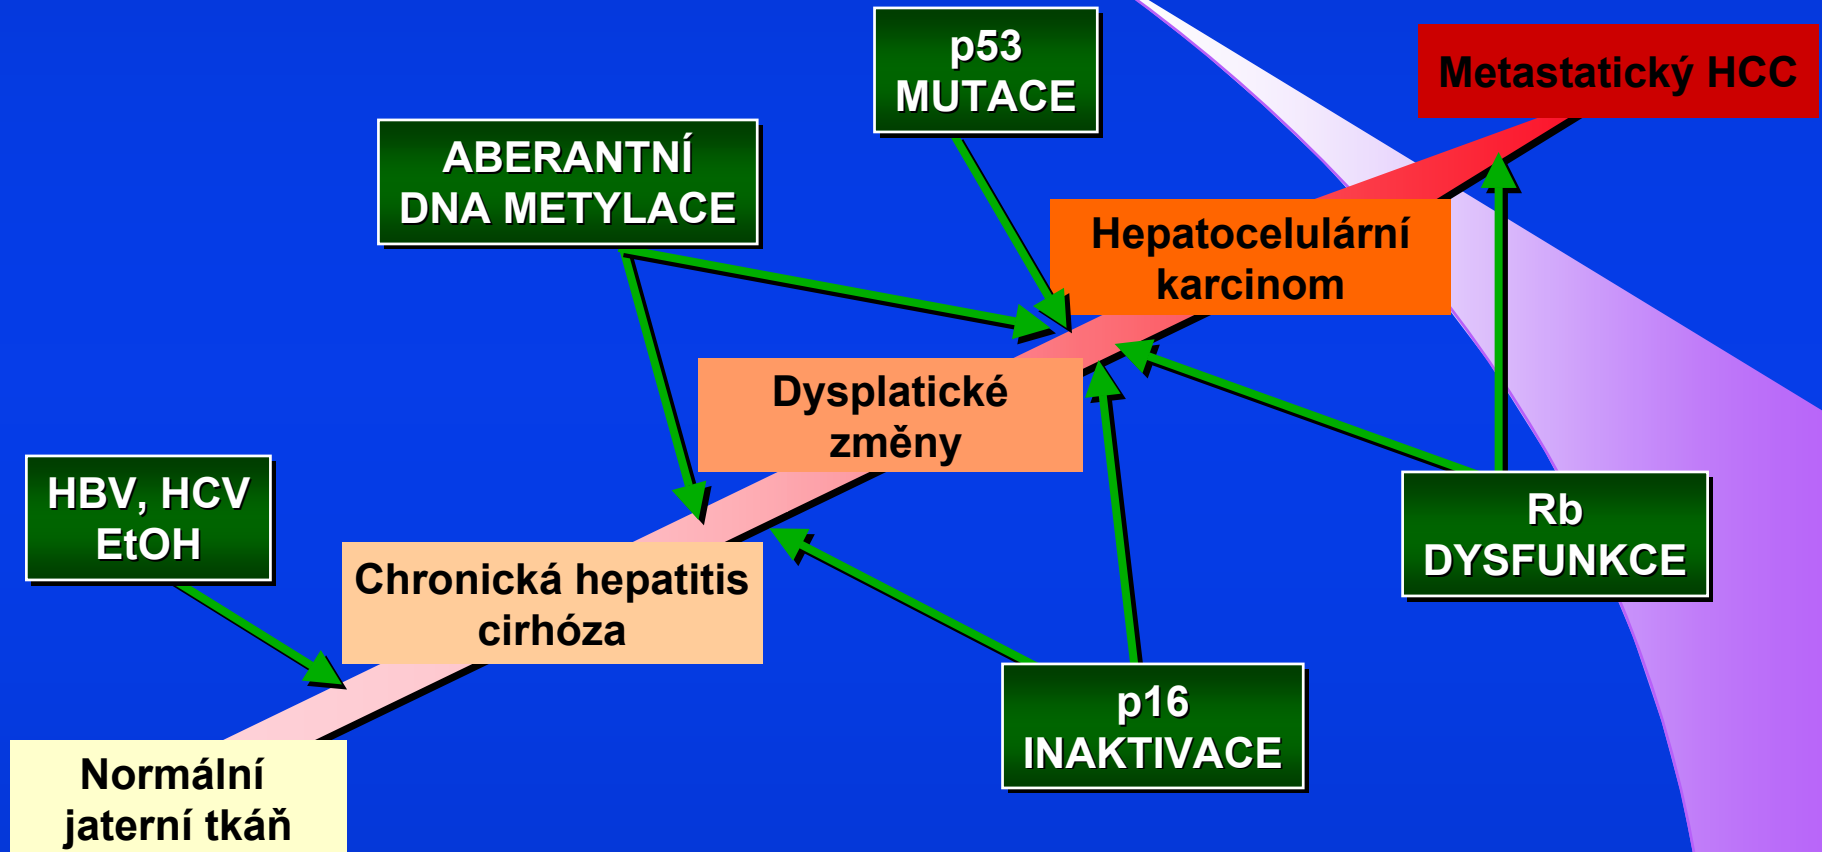 p53
MUTACE
Metastatický HCC
ABERANTNÍ
DNA METYLACE
Hepatocelulární
karcinom
Dysplatické
změny
HBV, HCV
EtOH
Rb
DYSFUNKCE
Chronická hepatitis
cirhóza
p16
INAKTIVACE
Normální
jaterní tkáň